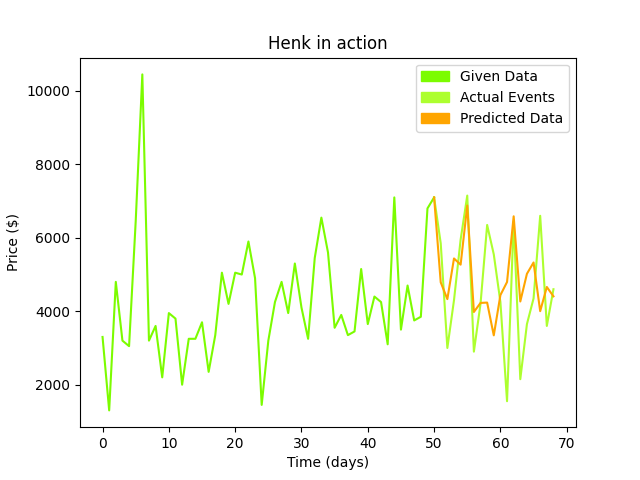 Henk in action
Given Data
Actual Events
Predicted Data
Price ($)
10000
8000
6000
4000
2000
0 10 20 30 40 50 60 70
Time (days)